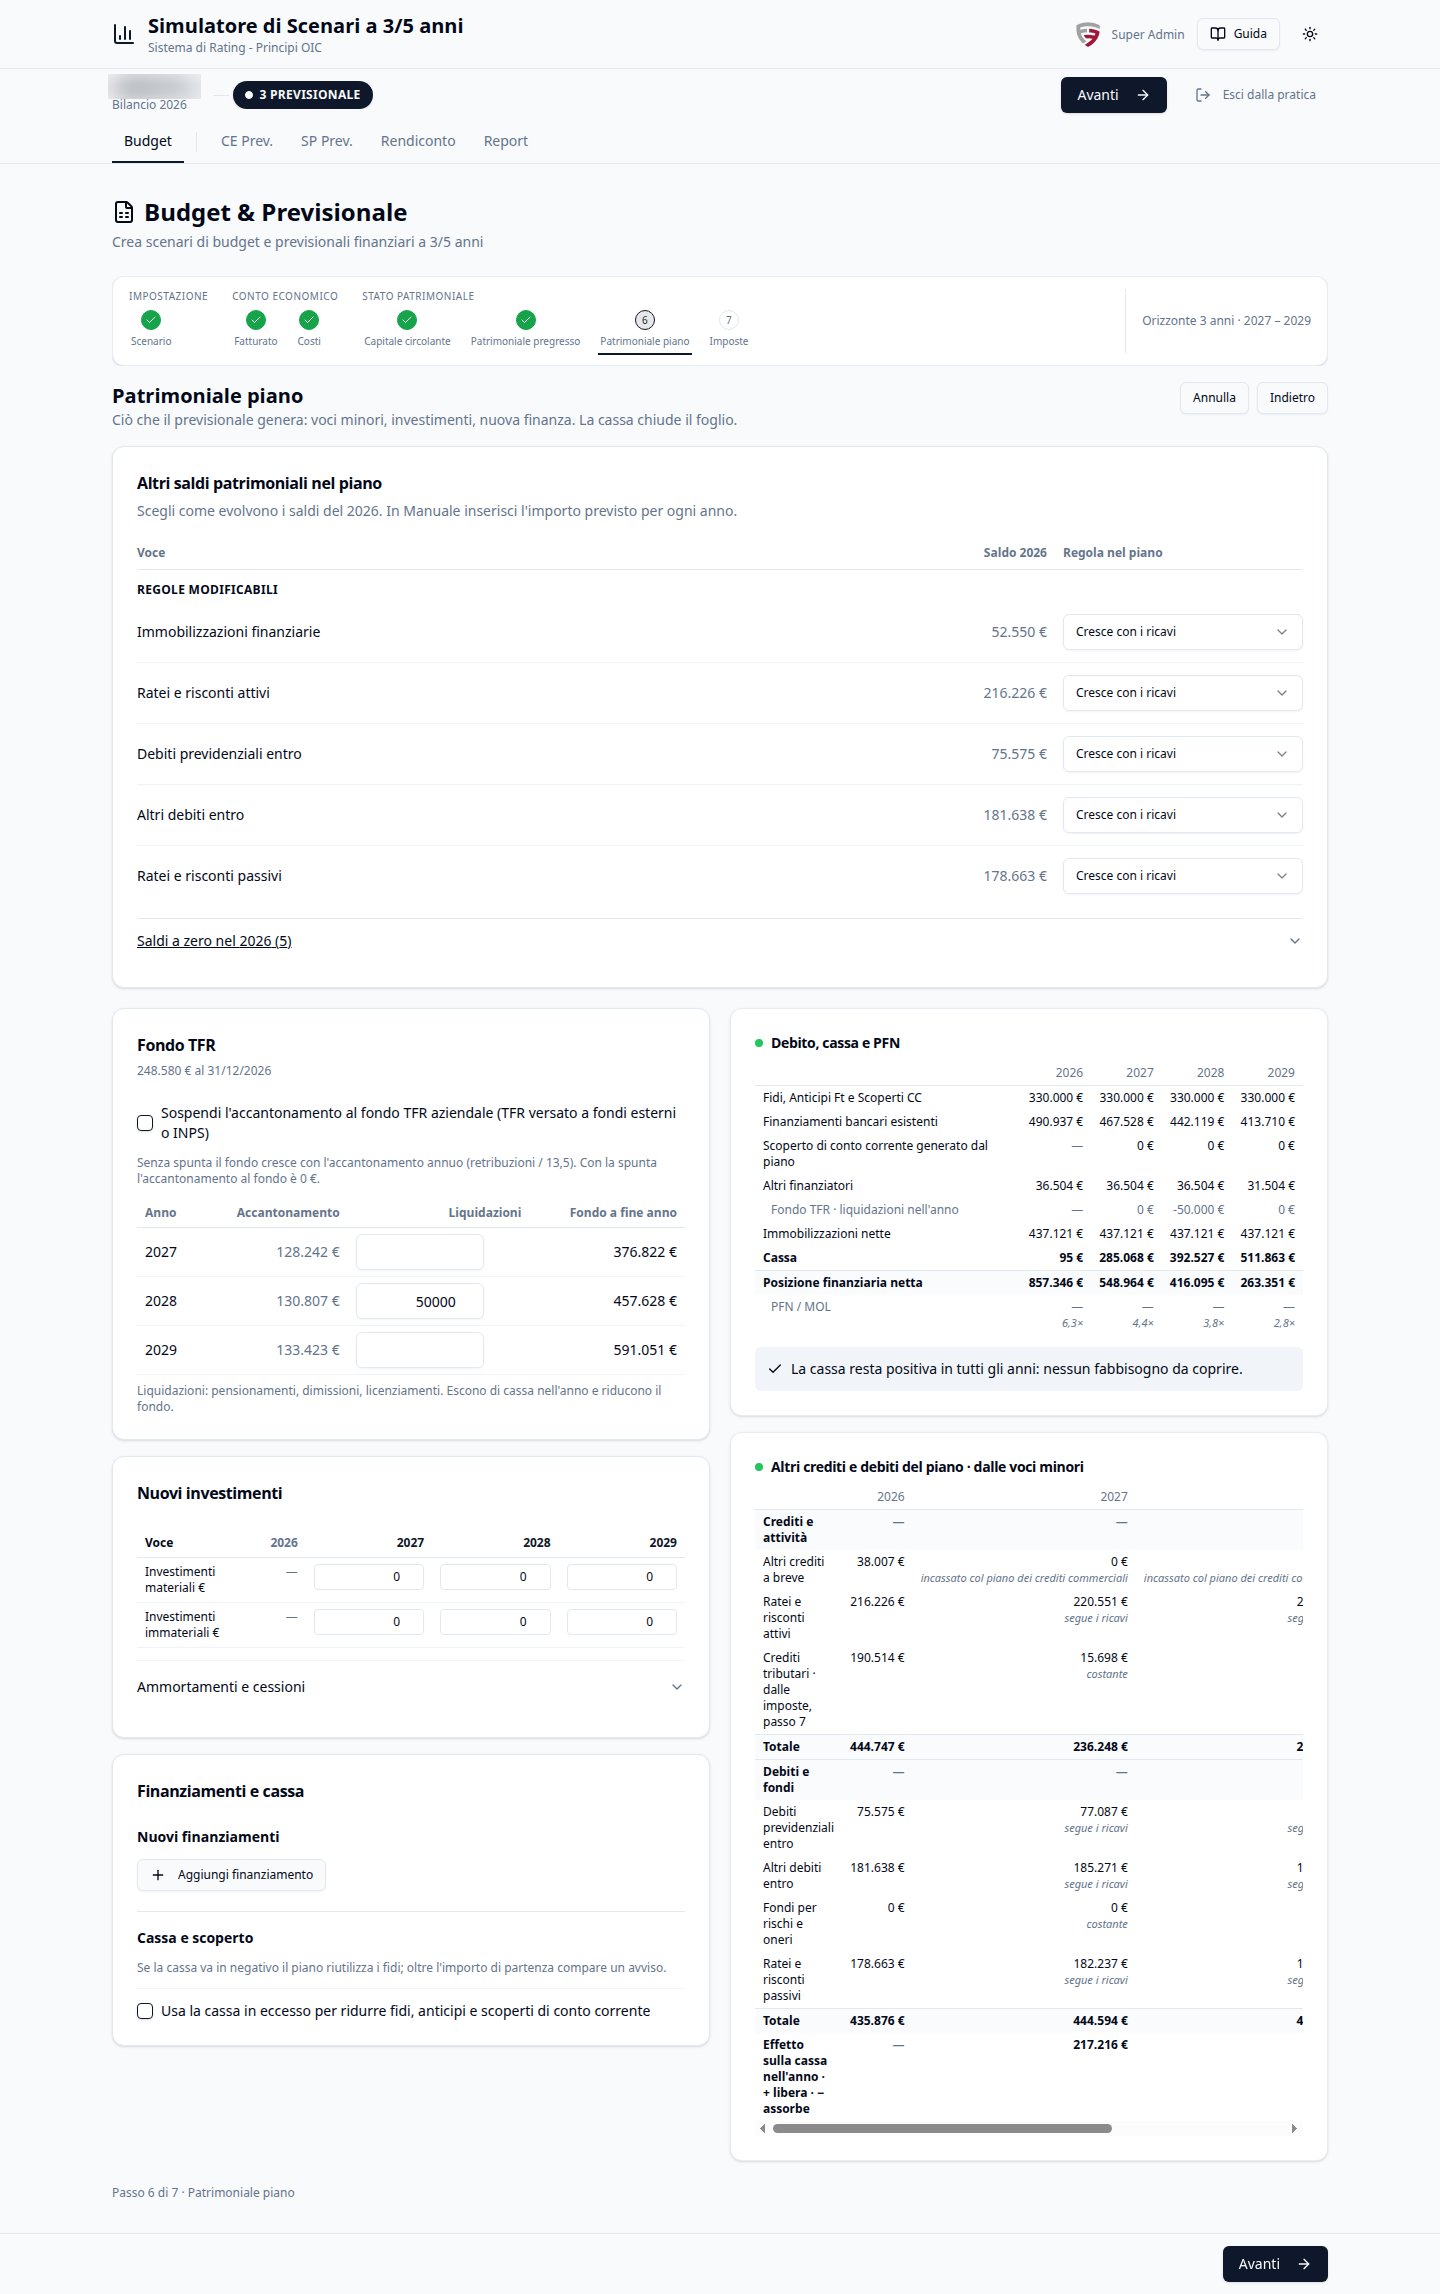 Simulatore di Scenari a 3/5 anni
Sistema di Rating - Principi OIC
Super Admin
Guida
Bilancio 2026
3 PREVISIONALE
Avanti
Esci dalla pratica
Budget
CE Prev.
SP Prev.
Rendiconto
Report
Budget & Previsionale
Crea scenari di budget e previsionali finanziari a 3/5 anni
IMPOSTAZIONE
CONTO ECONOMICO
STATO PATRIMONIALE
6
7
Scenario
Fatturato
Costi
Capitale circolante
Patrimoniale pregresso
Patrimoniale piano
Imposte
Orizzonte 3 anni · 2027 – 2029
Patrimoniale piano
Annulla
Indietro
Ciò che il previsionale genera: voci minori, investimenti, nuova finanza. La cassa chiude il foglio.
Altri saldi patrimoniali nel piano
Scegli come evolvono i saldi del 2026. In Manuale inserisci l'importo previsto per ogni anno.
Voce Saldo 2026 Regola nel piano
REGOLE MODIFICABILI
Immobilizzazioni finanziarie 52.550 € Cresce con i ricavi
Ratei e risconti attivi 216.226 € Cresce con i ricavi
Debiti previdenziali entro 75.575 € Cresce con i ricavi
Altri debiti entro 181.638 € Cresce con i ricavi
Ratei e risconti passivi 178.663 € Cresce con i ricavi
Saldi a zero nel 2026 (5)
Fondo TFR
248.580 € al 31/12/2026
Sospendi l'accantonamento al fondo TFR aziendale (TFR versato a fondi esterni
o INPS)
Senza spunta il fondo cresce con l'accantonamento annuo (retribuzioni / 13,5). Con la spunta
l'accantonamento al fondo è 0 €.
Anno Accantonamento Liquidazioni Fondo a fine anno
2027 128.242 € 376.822 €
2028 130.807 € 50000 457.628 €
2029 133.423 € 591.051 €
Liquidazioni: pensionamenti, dimissioni, licenziamenti. Escono di cassa nell'anno e riducono il
fondo.
Nuovi investimenti
Voce 2026 2027 2028 2029
Investimenti
materiali € — 0 0 0
Investimenti
immateriali € — 0 0 0
Ammortamenti e cessioni
Finanziamenti e cassa
Nuovi finanziamenti
Aggiungi finanziamento
Cassa e scoperto
Se la cassa va in negativo il piano riutilizza i fidi; oltre l'importo di partenza compare un avviso.
Usa la cassa in eccesso per ridurre fidi, anticipi e scoperti di conto corrente
Debito, cassa e PFN
2026 2027 2028 2029
Fidi, Anticipi Ft e Scoperti CC 330.000 € 330.000 € 330.000 € 330.000 €
Finanziamenti bancari esistenti 490.937 € 467.528 € 442.119 € 413.710 €
Scoperto di conto corrente generato dal — 0 € 0 € 0 €
piano
Altri finanziatori 36.504 € 36.504 € 36.504 € 31.504 €
Fondo TFR · liquidazioni nell'anno — 0 € -50.000 € 0 €
Immobilizzazioni nette 437.121 € 437.121 € 437.121 € 437.121 €
Cassa 95 € 285.068 € 392.527 € 511.863 €
Posizione finanziaria netta 857.346 € 548.964 € 416.095 € 263.351 €
PFN / MOL — — — —
6,3× 4,4× 3,8× 2,8×
La cassa resta positiva in tutti gli anni: nessun fabbisogno da coprire.
Altri crediti e debiti del piano · dalle voci minori
2026 2027
Crediti e — —
attività
Altri crediti 38.007 € 0 €
a breve incassato col piano dei crediti commerciali incassato col piano dei crediti co
Ratei e 216.226 € 220.551 € 2
risconti segue i ricavi seg
attivi
Crediti 190.514 € 15.698 €
tributari · costante
dalle
imposte,
passo 7
Totale 444.747 € 236.248 € 2
Debiti e — —
fondi
Debiti 75.575 € 77.087 €
previdenziali segue i ricavi seg
entro
Altri debiti 181.638 € 185.271 € 1
entro segue i ricavi seg
Fondi per 0 € 0 €
rischi e costante
oneri
Ratei e 178.663 € 182.237 € 1
risconti segue i ricavi seg
passivi
Totale 435.876 € 444.594 € 4
Effetto — 217.216 €
sulla cassa
nell'anno ·
+ libera · −
assorbe
Passo 6 di 7 · Patrimoniale piano
Avanti